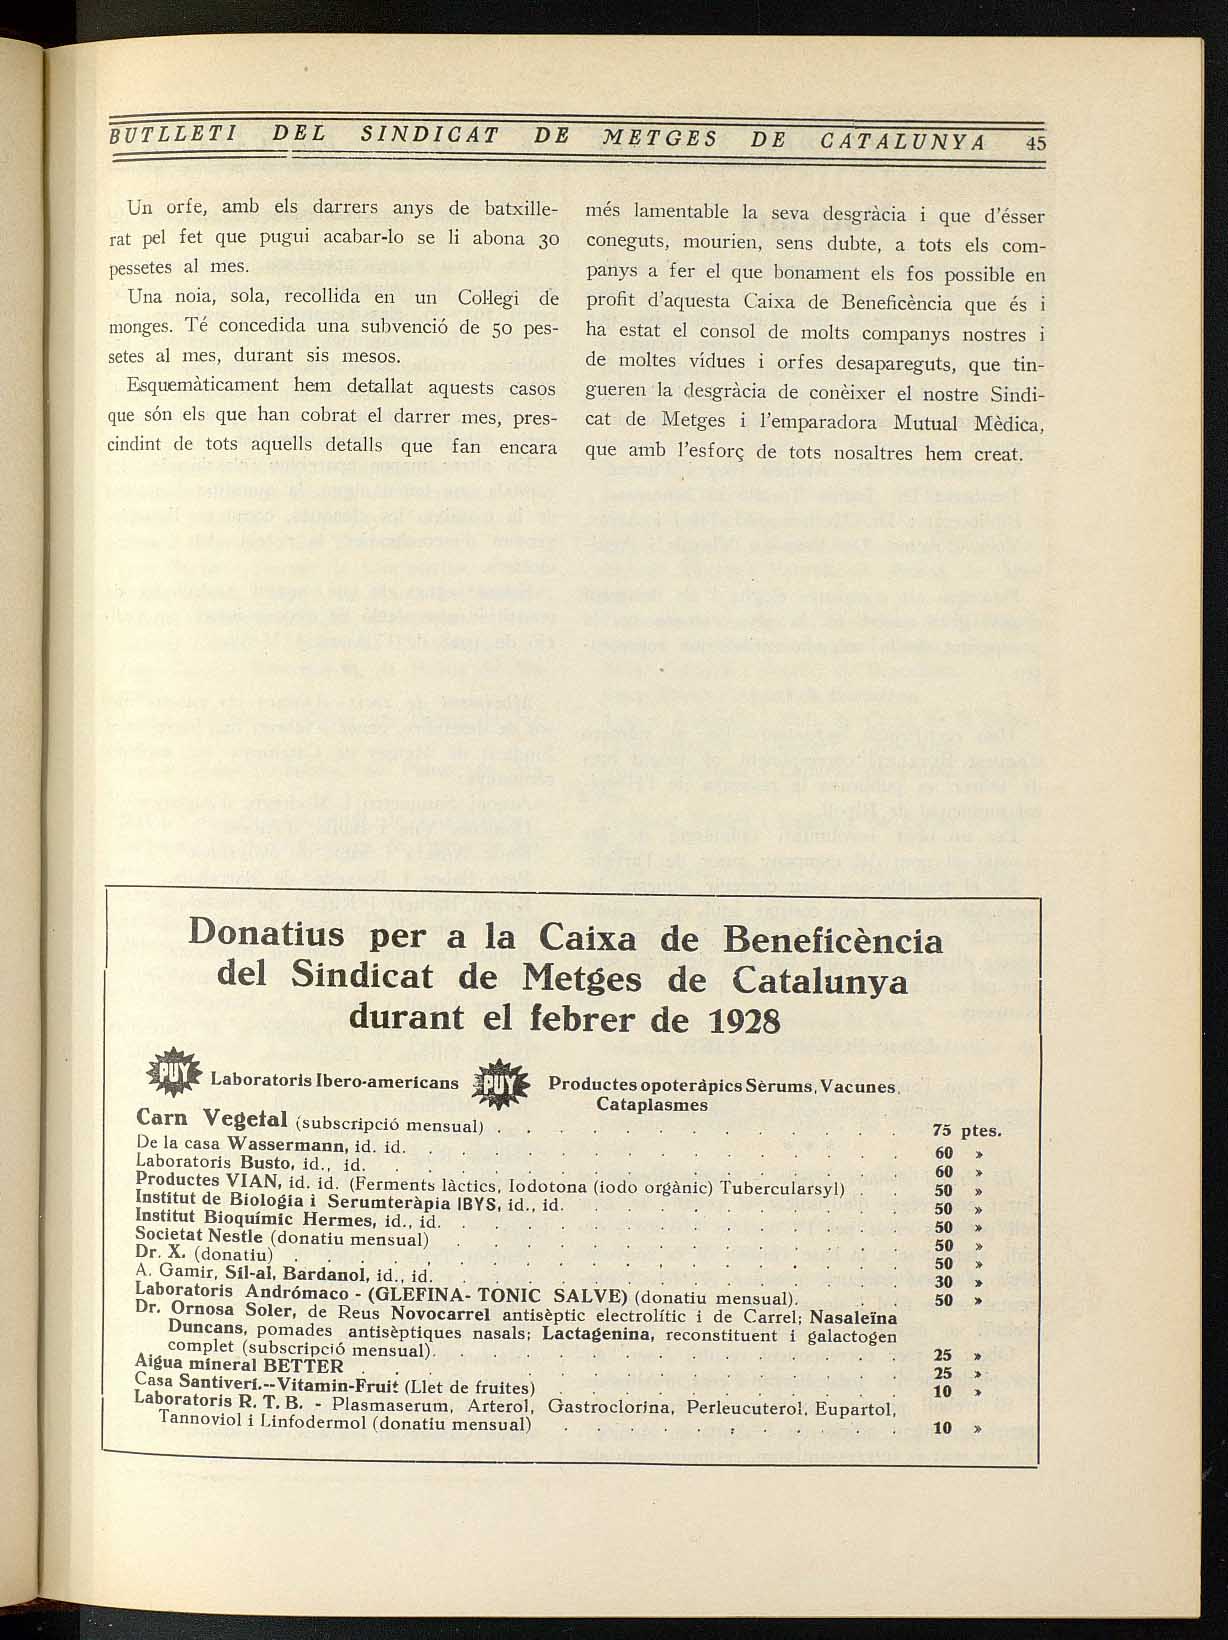 BUTLLETI DEL SINDICAT DE METGES DE CATALUNYA 45
Un orfe, amb els darrers anys de batxille-
rat pel fet que pugui acabar-lo se li abona 30
pessetes al mes.
Una noia, sola, recollida en un Col·legi de
monges. Té concedida una subvenció de 50 pes-
setes al mes, durant sis mesos.
Esquemàticament hem detallat aquests casos
que són els que han cobrat el darrer mes, pres-
cindint de tots aquells detalls que fan encara
més lamentable la seva desgràcia i que d'ésser
coneguts, mourien, sens dubte, a tots els com-
panys a fer el que bonament els fos possible en
profit d'aquesta Caixa de Beneficència que és i
ha estat el consol de molts companys nostres i
de moltes vídues i orfes desapareguts, que tin-
gueren la desgràcia de conèixer el nostre Sindi-
cat de Metges i l'emparadora Mutual Mèdica,
que amb l'esforç de tots nosaltres hem creat.
Donatius per a la Caixa de Beneficència
del Sindicat de Metges de Catalunya
durant el febrer de 1928
PUY Laboratoris Ibero-americans PUY Productes opoteràpics Sèrums, Vacunes,
Cataplasmes
Carn Vegetal (subscripció mensual) . . . . . . . . . . . . . 75 ptes.
De la casa Wassermann, id. id. . . . . . . . . . . . . . . . 60 »
Laboratoris Busto, id., id. . . . . . . . . . . . . . . . . 60 »
Productes VIAN, id. id. (Ferments làctics, Iodotona (iodo orgànic) Tubercularsyl) . . 50 »
Institut de Biologia i Serumteràpia IBYS, id., id. . . . . . . . . . . 50 »
Institut Bioquímic Hermes, id., id. . . . . . . . . . . . . . . 50 »
Societat Nestle (donatiu mensual) . . . . . . . . . . . . . . 50 »
Dr. X. (donatiu) . . . . . . . . . . . . . . . . . . 50 »
A. Gamir, Sil-al, Bardanol, id., id. . . . . . . . . . . . . . . 30 »
Laboratoris Andrómaco - (GLEFINA- TONIC SALVE) (donatiu mensual). . . . 50 »
Dr. Ornosa Soler, de Reus Novocarrel antisèptic electrolític i de Carrel; Nasaleïna
Duncans, pomades antisèptiques nasals; Lactagenina, reconstituent i galactogen
complet (subscripció mensual). . . . . . . . . . . . . . . 25 »
Aigua mineral BETTER . . . . . . . . . . . . . . . . . 25 »
Casa Santiverí.--Vitamin-Fruit (Llet de fruites) . . . . . . . . . . . 10 »
Laboratoris R. T. B. - Plasmaserum, Arterol, Gastroclorina, Perleucuterol, Eupartol,
Tannoviol i Linfodermol (donatiu mensual) . . . . . . . . . . . 10 »